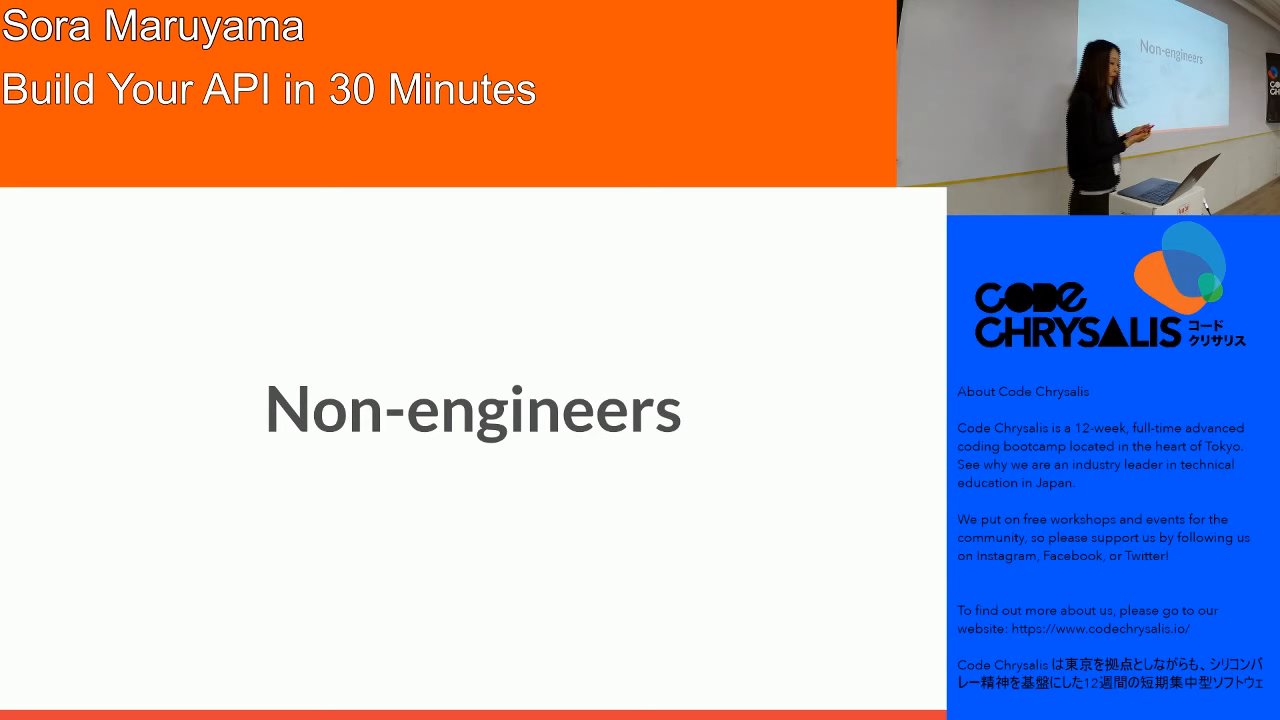 Sora Maruyama
Build Your API in 30 Minutes
Non-engineers
Non-engineers
CODE
CHRYSALIS
コード
クリサリス
About Code Chrysalis
Code Chrysalis is a 12-week, full-time advanced
coding bootcamp located in the heart of Tokyo.
See why we are an industry leader in technical
education in Japan.
We put on free workshops and events for the
community, so please support us by following us
on Instagram, Facebook, or Twitter!
To find out more about us, please go to our
website: https://www.codechrysalis.io/
Code Chrysalis は東京を拠点としながらも、シリコンバ
レー精神を基盤にした12週間の短期集中型ソフトウェ